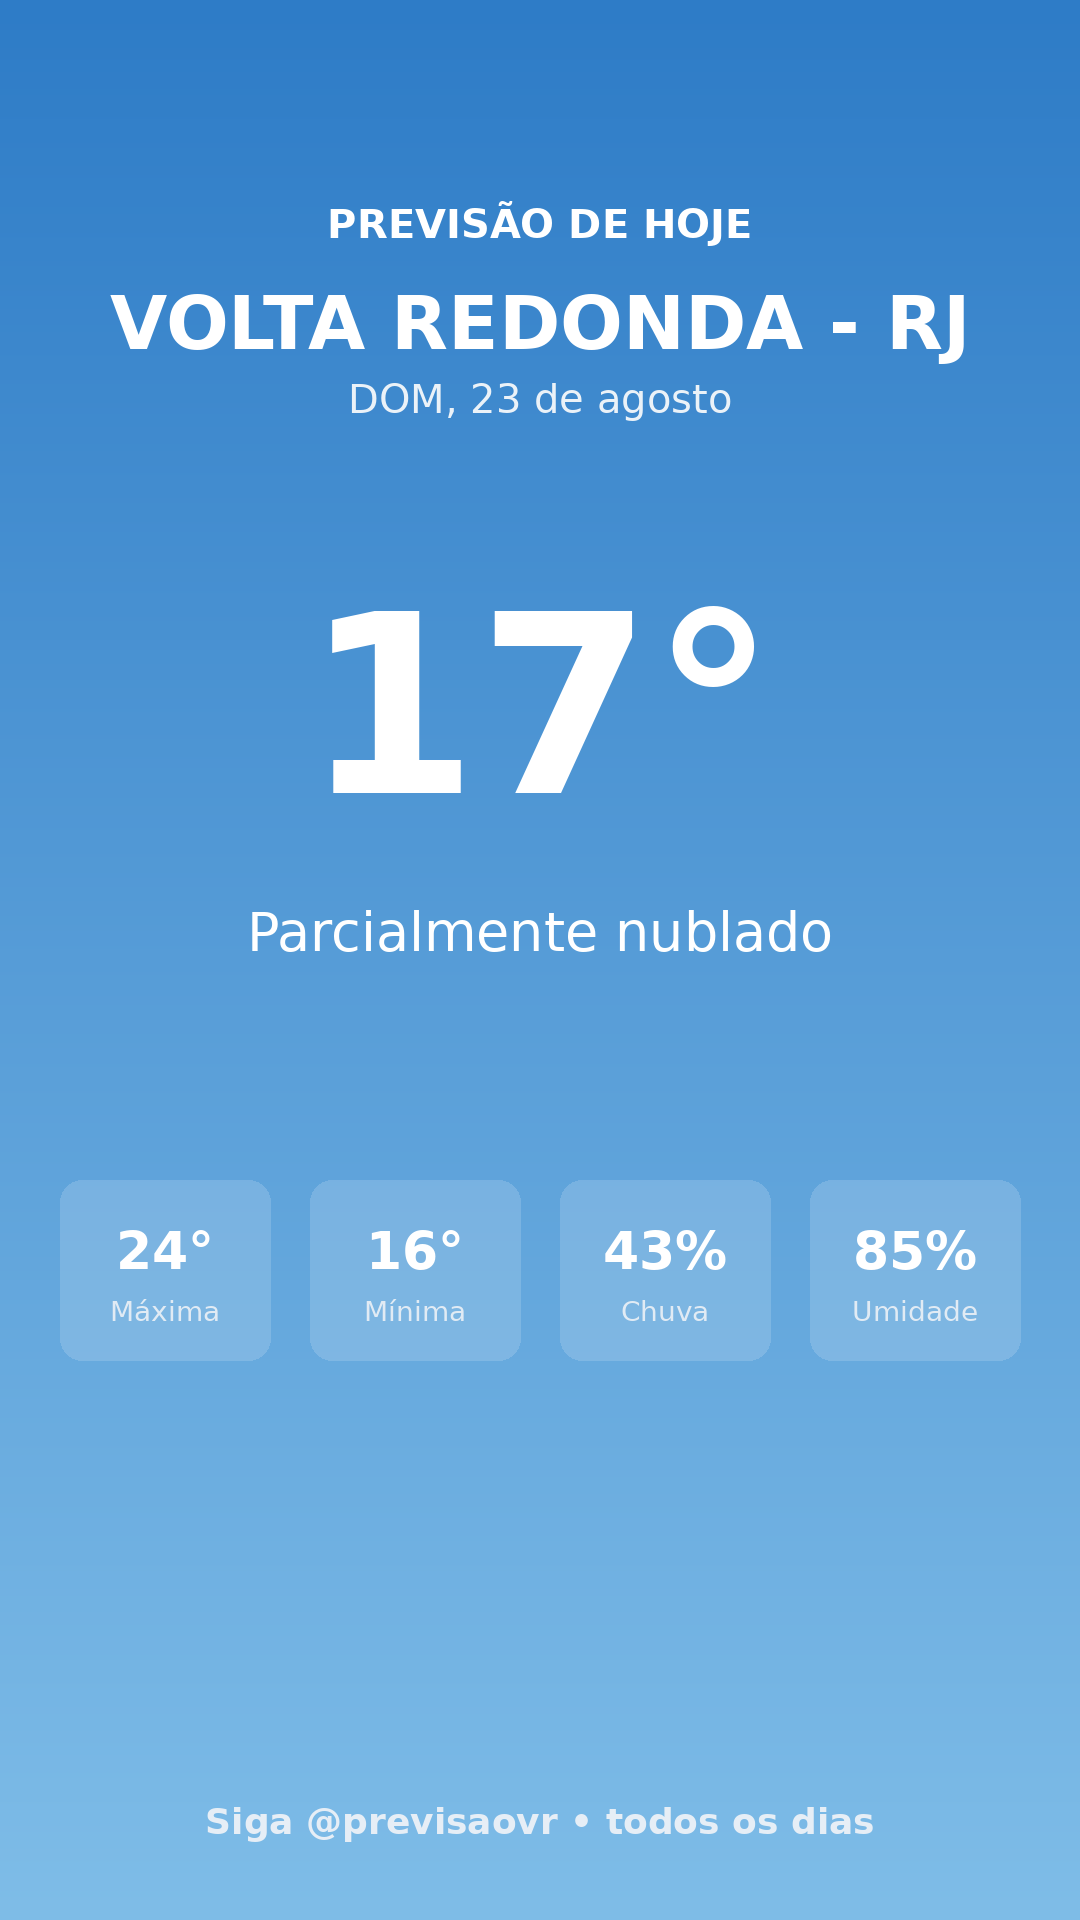 PREVISÃO DE HOJE
VOLTA REDONDA - RJ
DOM, 23 de agosto
17°
Parcialmente nublado
24° 16° 43% 85%
Máxima Mínima Chuva Umidade
Siga @previsaovr • todos os dias